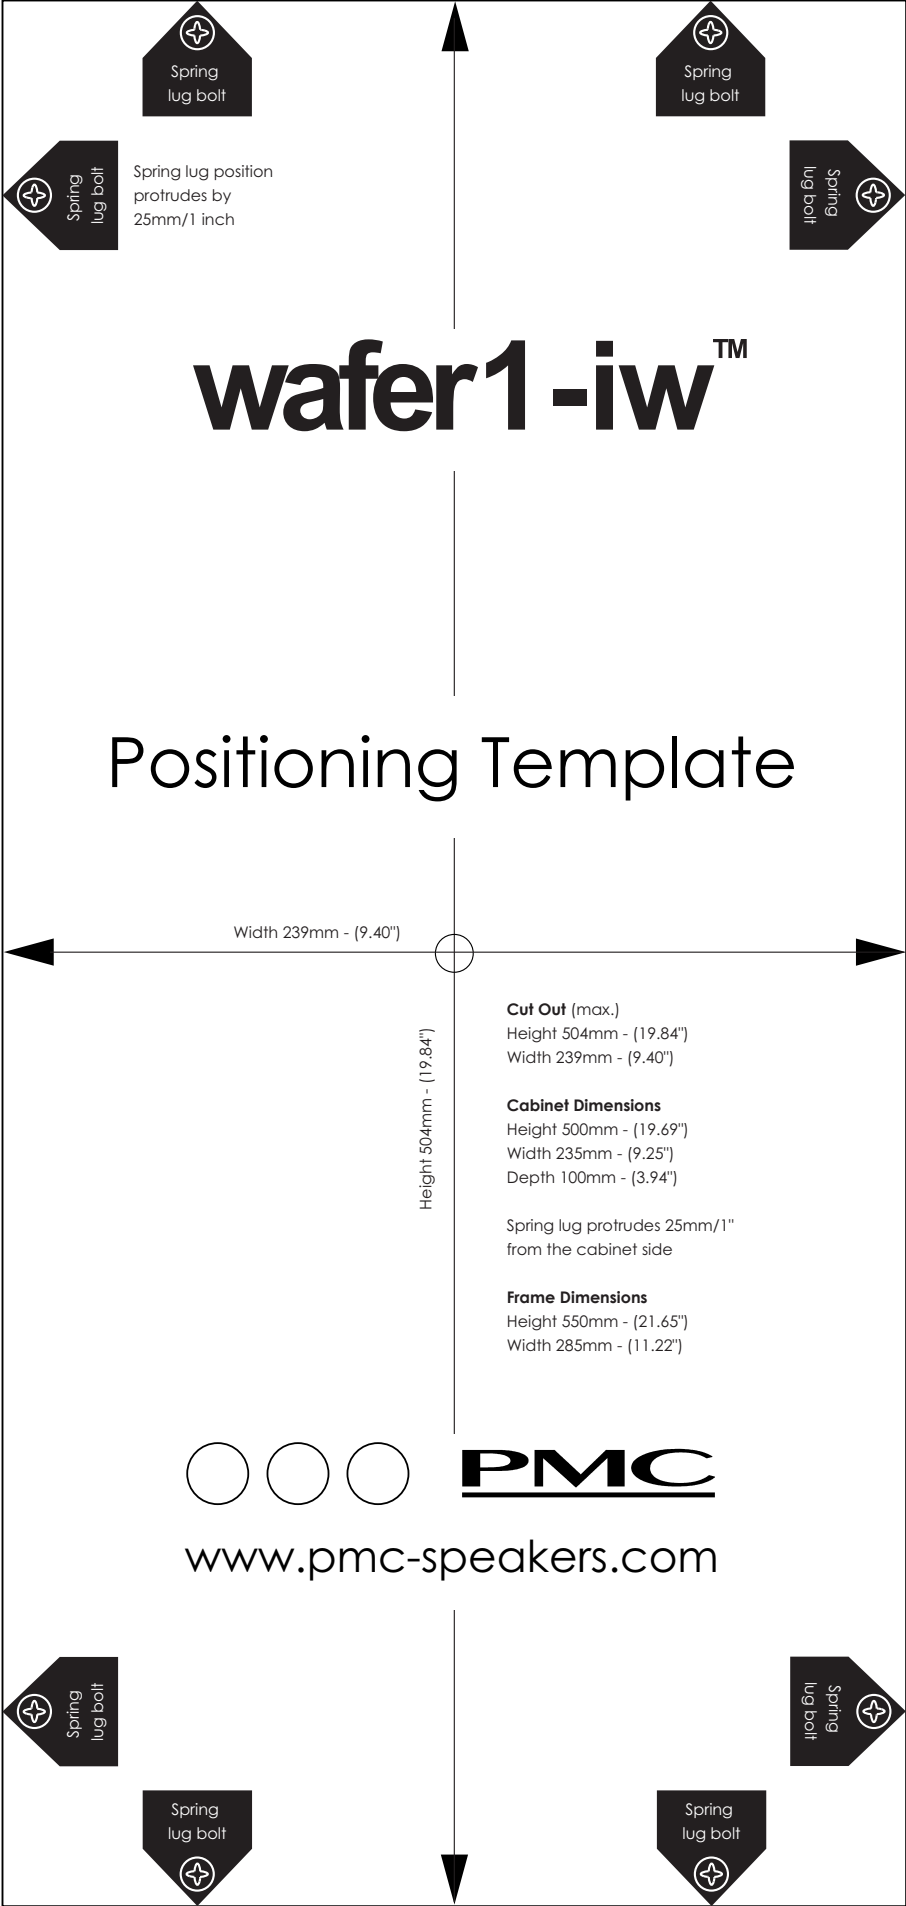 Spring
lug bolt
Spring
lug bolt
Spring
lug bolt
Spring lug position
protrudes by
25mm/1 inch
Spring
lug bolt
wafer1-iw™
Positioning Template
Width 239mm - (9.40")
Height 504mm - (19.84")
Cut Out (max.)
Height 504mm - (19.84")
Width 239mm - (9.40")
Cabinet Dimensions
Height 500mm - (19.69")
Width 235mm - (9.25")
Depth 100mm - (3.94")
Spring lug protrudes 25mm/1"
from the cabinet side
Frame Dimensions
Height 550mm - (21.65")
Width 285mm - (11.22")
PMC
www.pmc-speakers.com
Spring
lug bolt
Spring
lug bolt
Spring
lug bolt
Spring
lug bolt